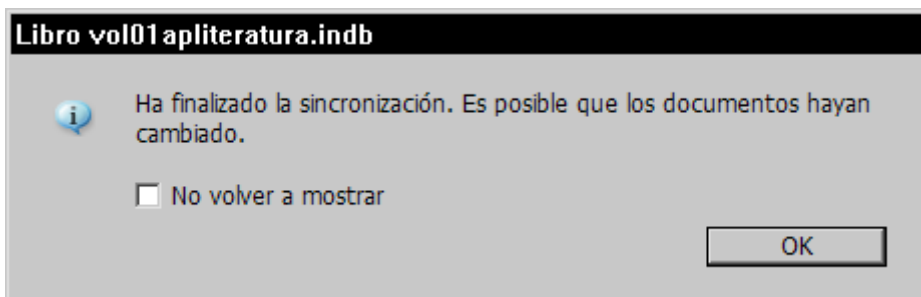 Libro vol01apliteratura.indb
Ha finalizado la sincronización. Es posible que los documentos hayan
cambiado.
No volver a mostrar
OK